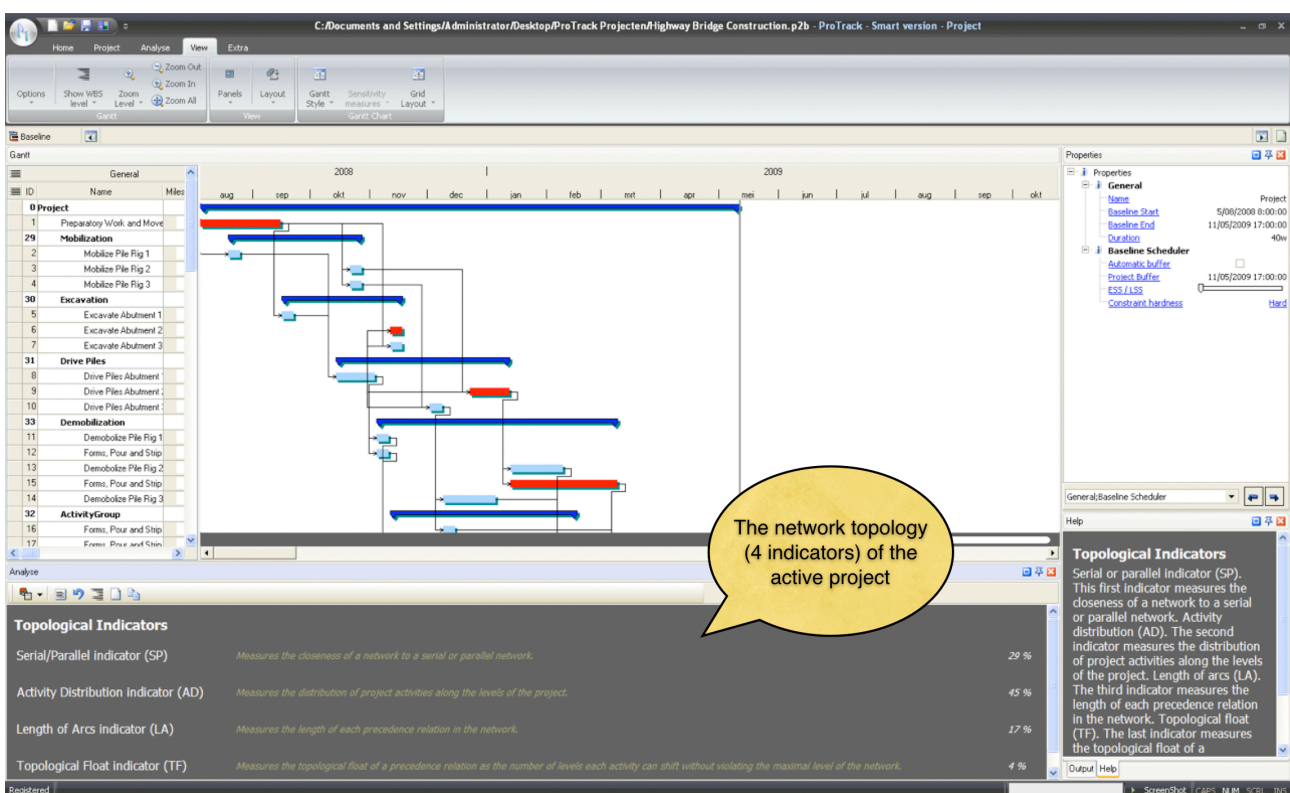 C:/Documents and Settings/Administrator/Desktop/ProTrack Projecten/Highway Bridge Construction.p2b - ProTrack - Smart version - Project
Home Project Analyse View Extra
Options
Show WBS level
Zoom Level
Zoom Out
Zoom In
Zoom All
Panels
Layout
Gantt Style
Sensitivity measures
Grid Layout
Gantt
View
Gantt Chart
Baseline
Gantt
General
ID Name Miles
2008 2009
aug sep okt nov dec jan feb mrt apr mei jun jul aug sep okt
0 Project
1 Preparatory Work and Move
29 Mobilization
2 Mobilize Pile Rig 1
3 Mobilize Pile Rig 2
4 Mobilize Pile Rig 3
30 Excavation
5 Excavate Abutment 1
6 Excavate Abutment 2
7 Excavate Abutment 3
31 Drive Piles
8 Drive Piles Abutment
9 Drive Piles Abutment
10 Drive Piles Abutment
33 Demobilization
11 Demobolize Pile Rig 1
12 Forms, Pour and Strip
13 Demobolize Pile Rig 2
15 Forms, Pour and Strip
14 Demobolize Pile Rig 3
32 ActivityGroup
16 Forms, Pour and Strip
17 Forms, Pour and Strip
The network topology
(4 indicators) of the
active project
Properties
Properties
General
Name Project
Baseline Start 5/08/2008 8:00:00
Baseline End 11/05/2009 17:00:00
Duration 40w
Baseline Scheduler
Automatic buffer
Project Buffer 11/05/2009 17:00:00
ESS / LSS
Constraint hardness Hard
General;Baseline Scheduler
Help
Topological Indicators
Serial or parallel indicator (SP).
This first indicator measures the
closeness of a network to a serial
or parallel network. Activity
distribution (AD). The second
indicator measures the distribution
of project activities along the levels
of the project. Length of arcs (LA).
The third indicator measures the
length of each precedence relation
in the network. Topological float
(TF). The last indicator measures
the topological float of a
Output Help
Analyse
Topological Indicators
Serial/Parallel indicator (SP) Measures the closeness of a network to a serial or parallel network. 29 %
Activity Distribution indicator (AD) Measures the distribution of project activities along the levels of the project. 45 %
Length of Arcs indicator (LA) Measures the length of each precedence relation in the network. 17 %
Topological Float indicator (TF) Measures the topological float of a precedence relation as the number of levels each activity can shift without violating the maximal level of the network. 4 %
Registered
ScreenShot CAPS NUM SCRL INS